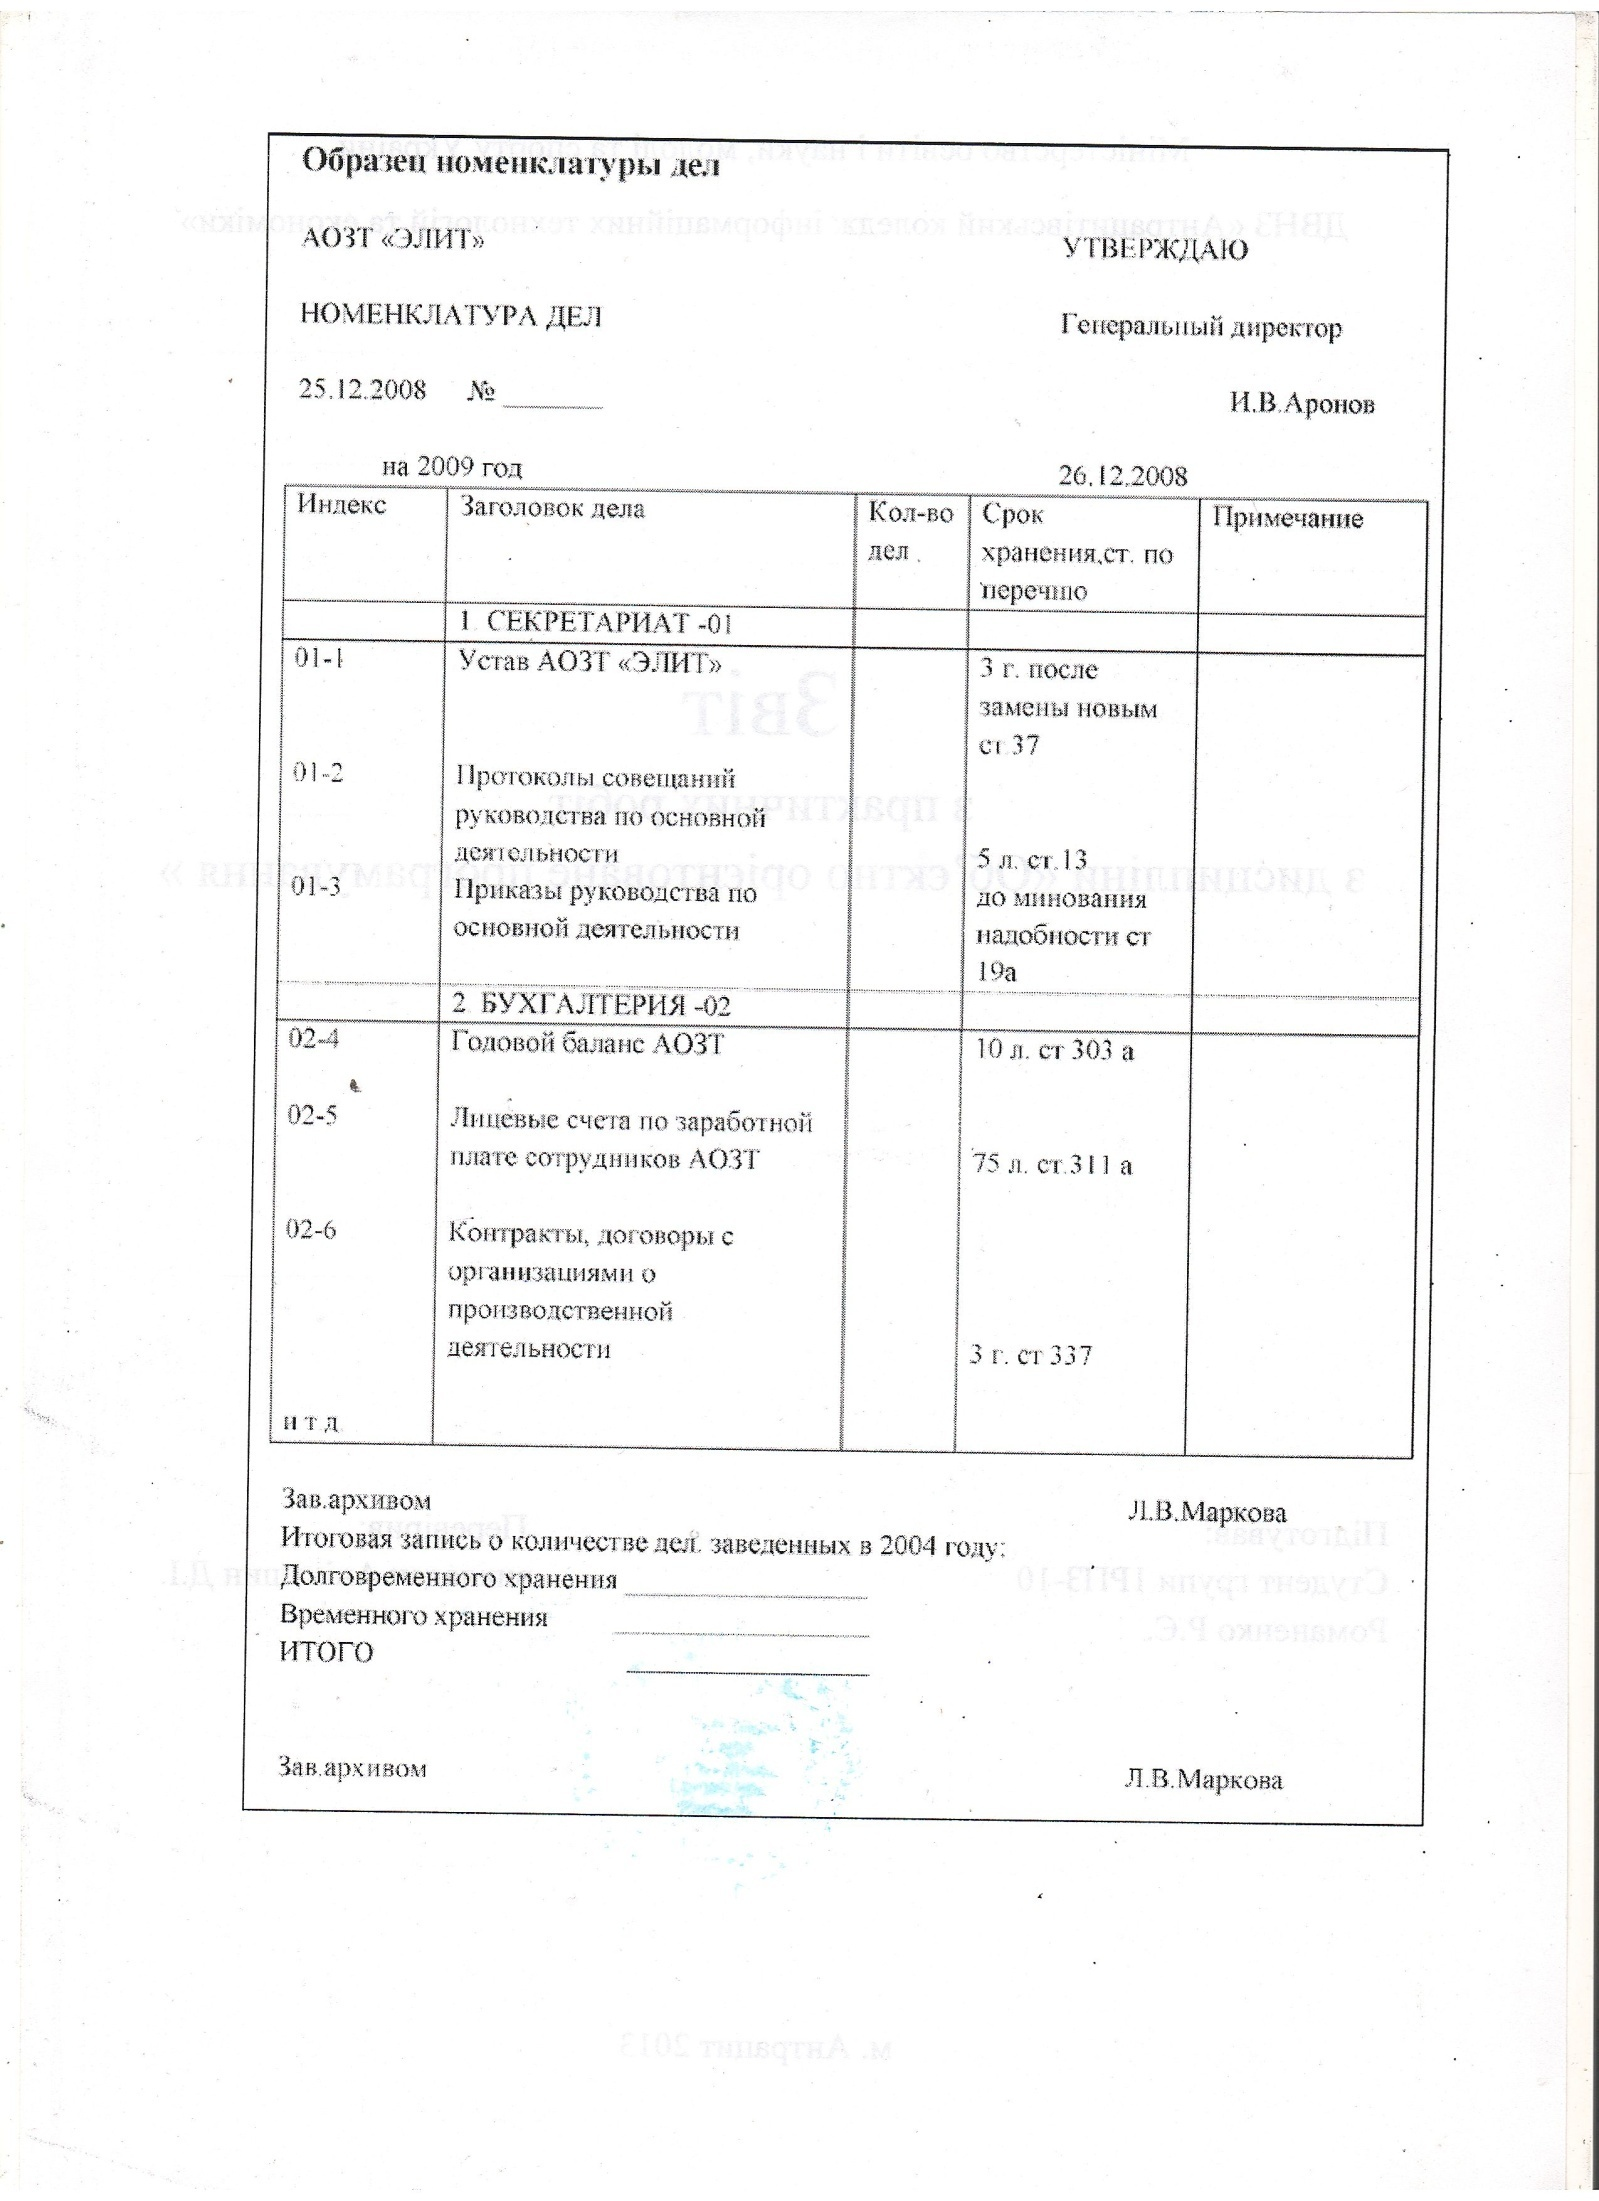 Образец номенклатуры дел
АОЗТ «ЭЛИТ»
УТВЕРЖДАЮ
НОМЕНКЛАТУРА ДЕЛ
Генеральный директор
25.12.2008 № _______
И.В.Аронов
на 2009 год
26.12.2008
Индекс
Заголовок дела
Кол-во
дел
Срок
хранения,ст. по
перечню
Примечание
1. СЕКРЕТАРИАТ -01
01-1
Устав АОЗТ «ЭЛИТ»
3 г. после
замены новым
ст 37
01-2
Протоколы совещаний
руководства по основной
деятельности
5 л. ст.13
01-3
Приказы руководства по
основной деятельности
до минования
надобности ст
19а
2. БУХГАЛТЕРИЯ -02
02-4
Годовой баланс АОЗТ
10 л. ст 303 а
02-5
Лицевые счета по заработной
плате сотрудников АОЗТ
75 л. ст.311 а
02-6
Контракты, договоры с
организациями о
производственной
деятельности
3 г. ст 337
и т д
Зав.архивом
Л.В.Маркова
Итоговая запись о количестве дел. заведенных в 2004 году:
Долговременного хранения
Временного хранения
ИТОГО
Зав.архивом
Л.В.Маркова